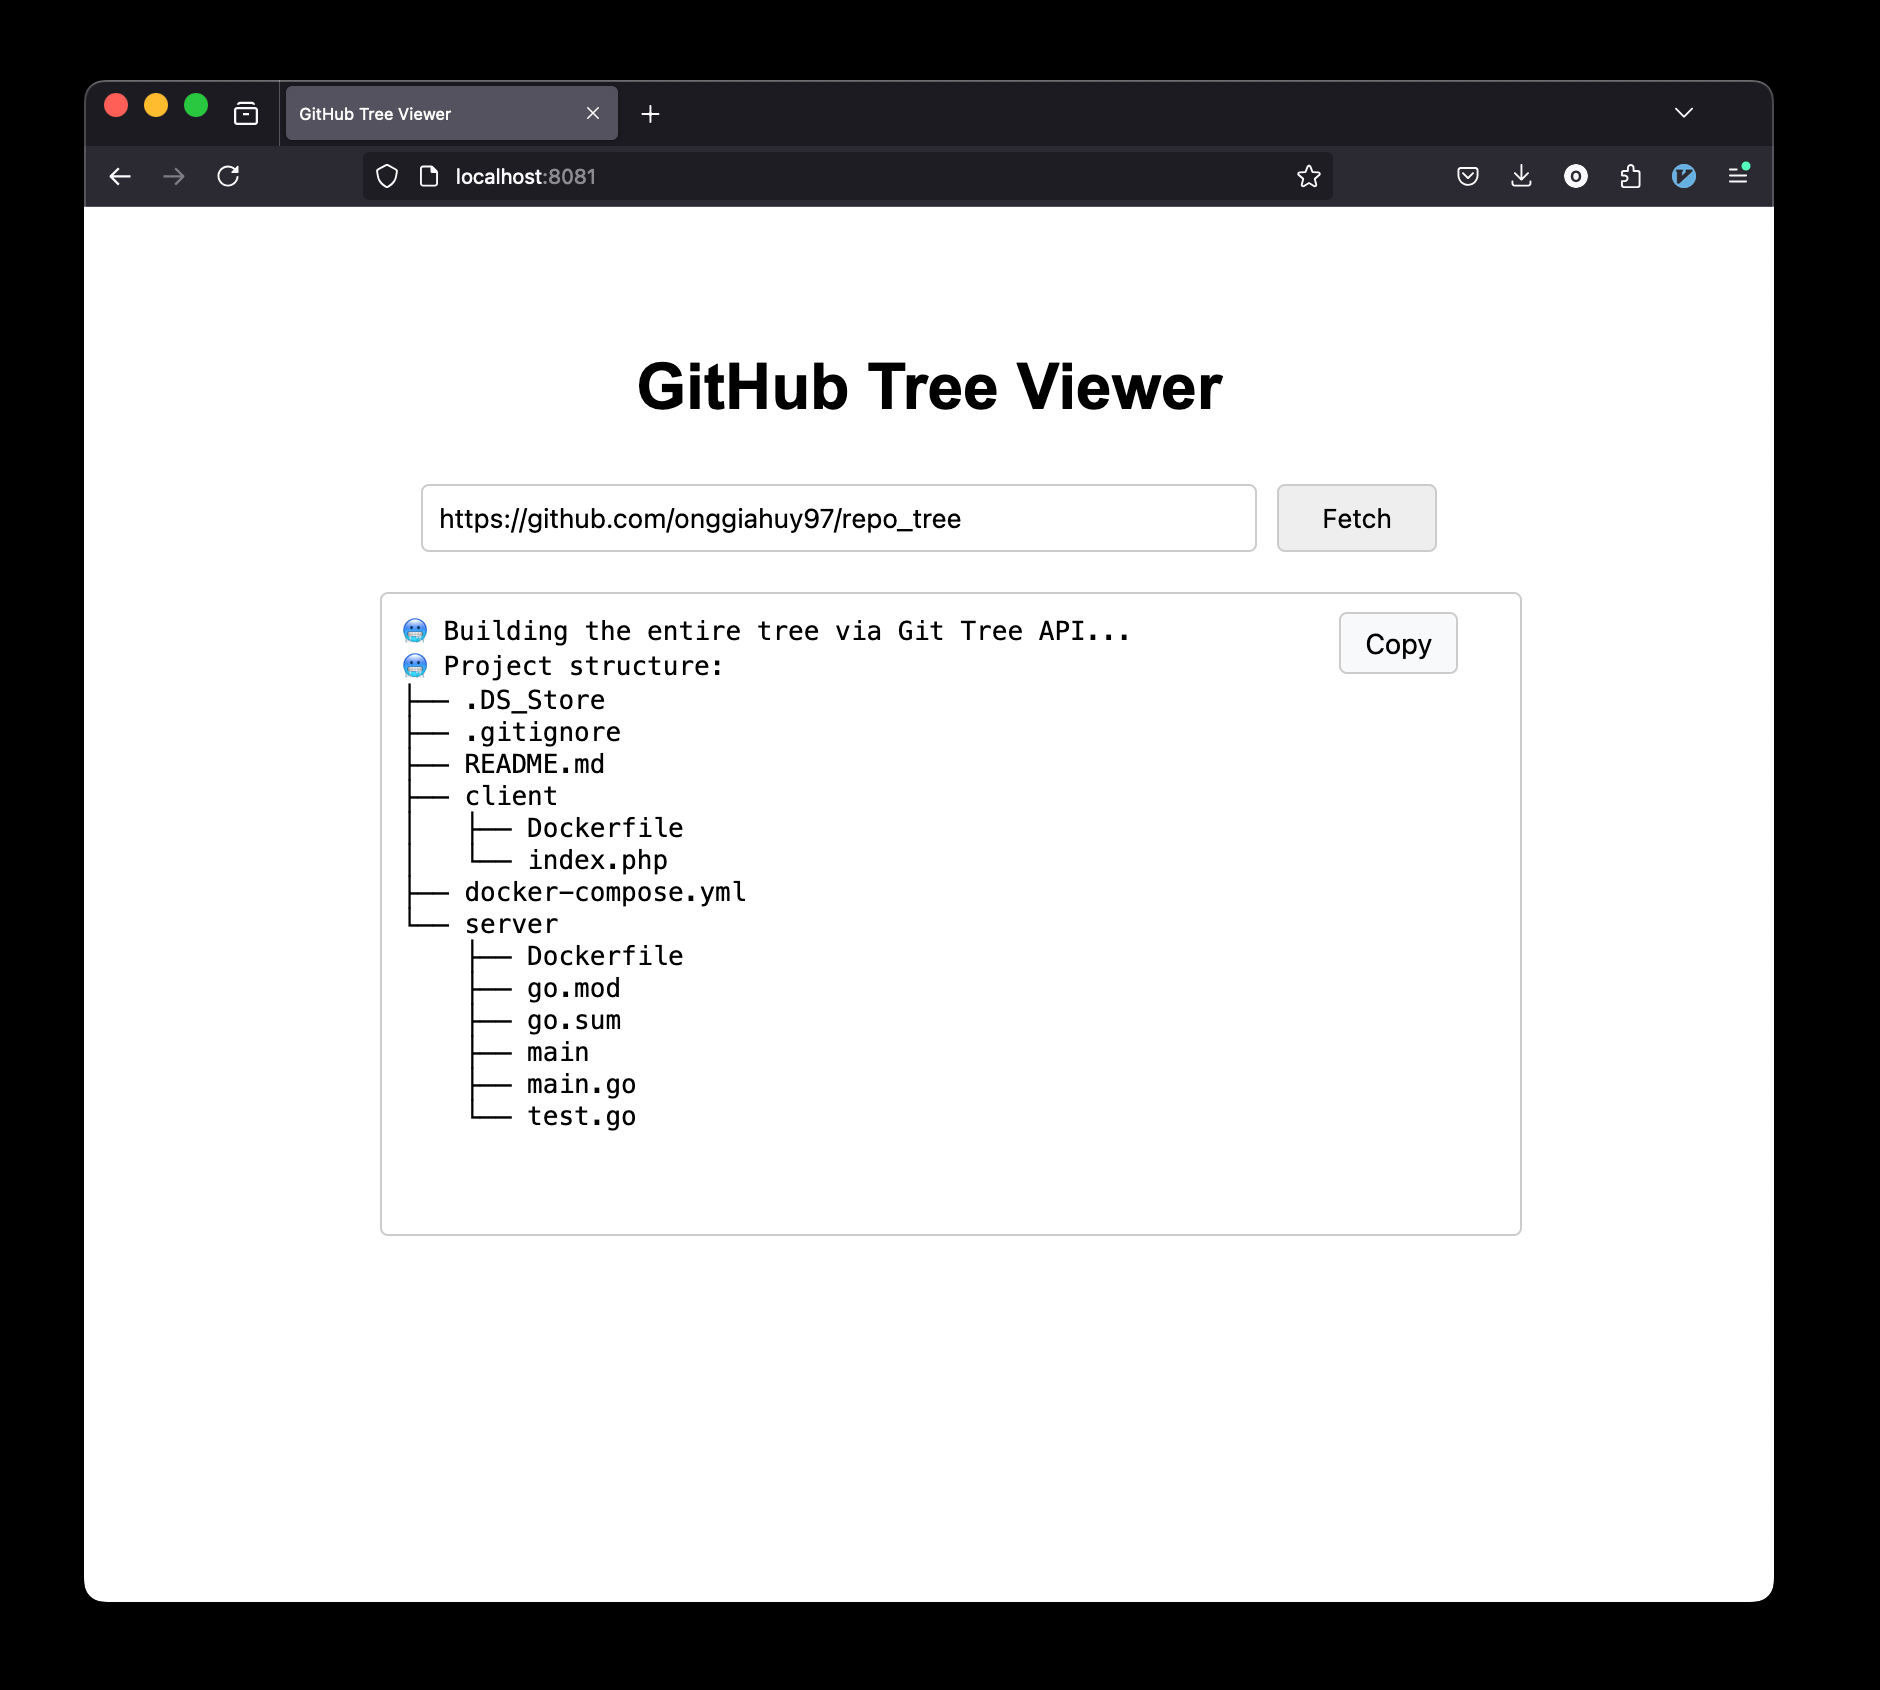 GitHub Tree Viewer
localhost:8081
GitHub Tree Viewer
https://github.com/onggiahuy97/repo_tree
Fetch
🥶 Building the entire tree via Git Tree API...
Copy
🥶 Project structure:
├── .DS_Store
├── .gitignore
├── README.md
├── client
│   ├── Dockerfile
│   └── index.php
├── docker-compose.yml
└── server
    ├── Dockerfile
    ├── go.mod
    ├── go.sum
    ├── main
    ├── main.go
    └── test.go